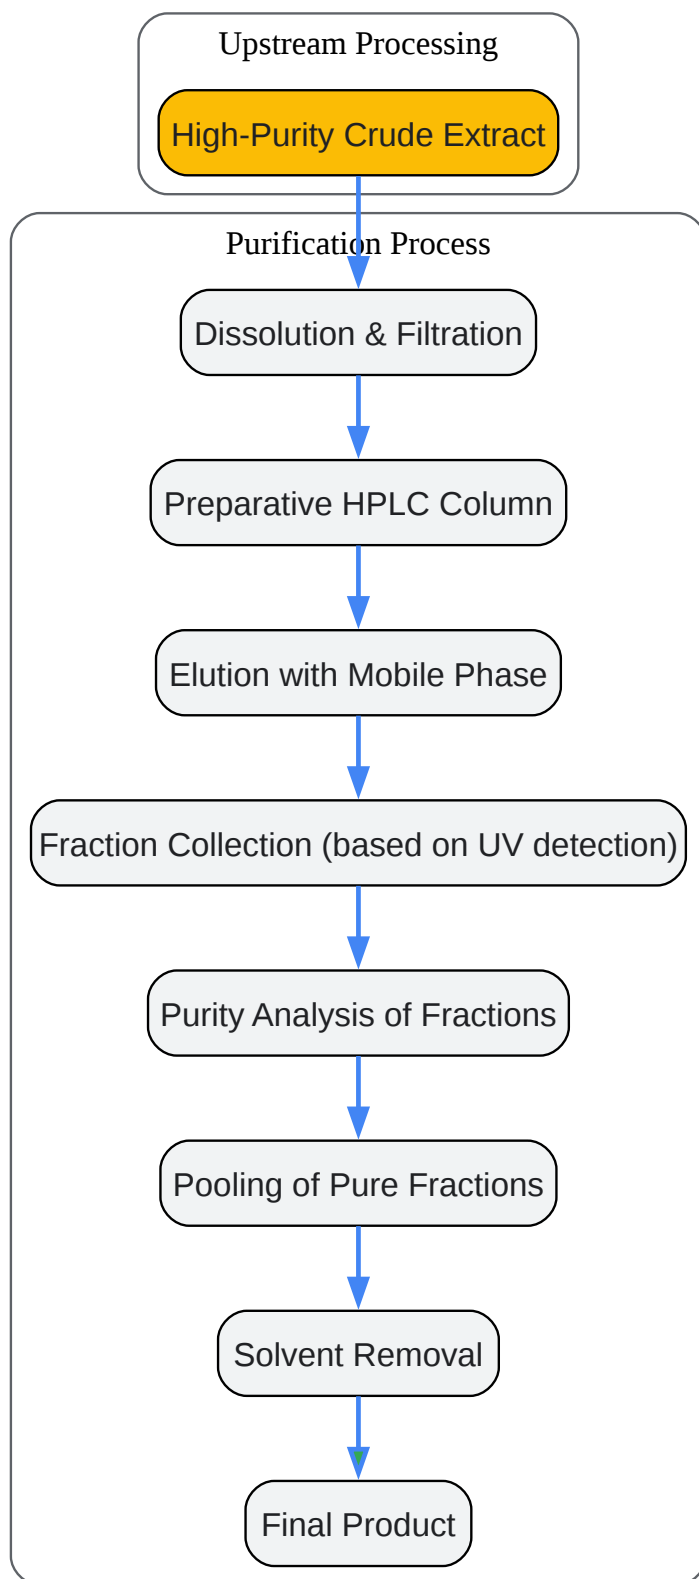 Upstream Processing
High-Purity Crude Extract
Purification Process
Dissolution & Filtration
Preparative HPLC Column
Elution with Mobile Phase
Fraction Collection (based on UV detection)
Purity Analysis of Fractions
Pooling of Pure Fractions
Solvent Removal
Final Product